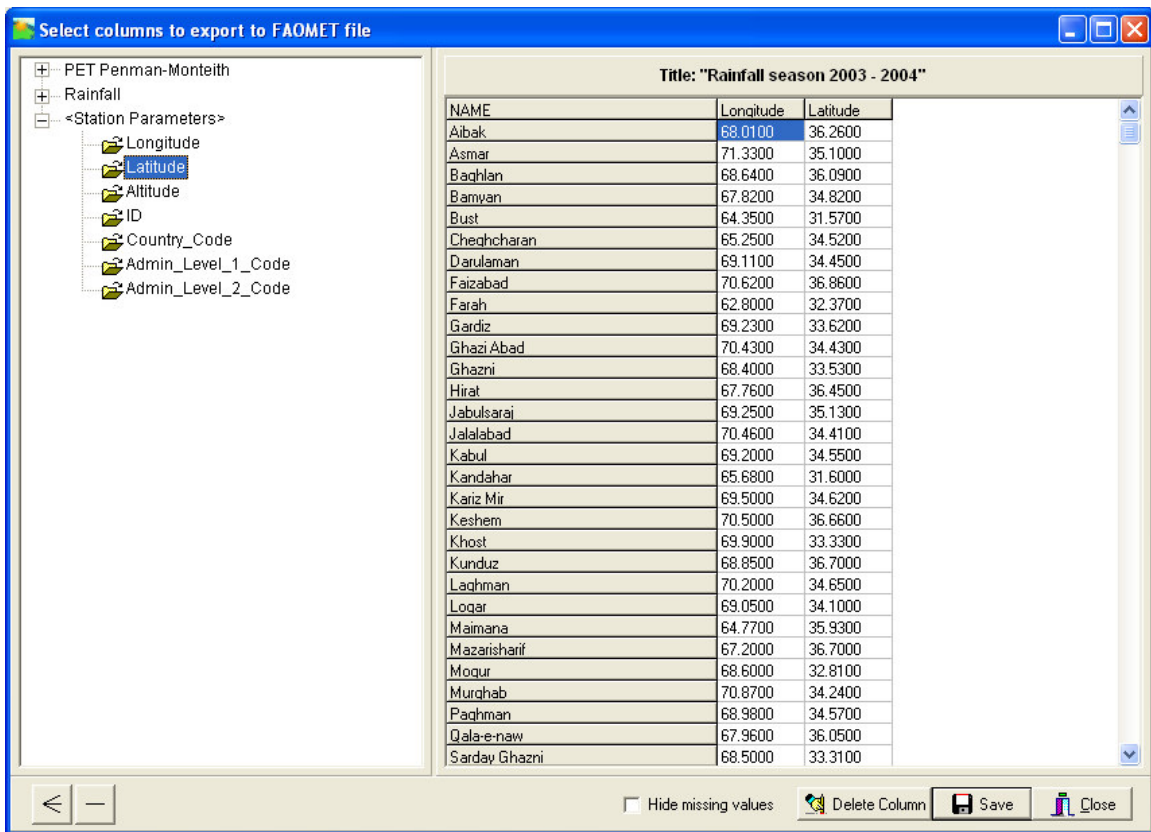 Select columns to export to FAOMET file
PET Penman-Monteith
Rainfall
<Station Parameters>
Longitude
Latitude
Altitude
ID
Country_Code
Admin_Level_1_Code
Admin_Level_2_Code
Title: "Rainfall season 2003 - 2004"
NAME Longitude Latitude
Aibak 68.0100 36.2600
Asmar 71.3300 35.1000
Baghlan 68.6400 36.0900
Bamyan 67.8200 34.8200
Bust 64.3500 31.5700
Cheghcharan 65.2500 34.5200
Darulaman 69.1100 34.4500
Faizabad 70.6200 36.8600
Farah 62.8000 32.3700
Gardiz 69.2300 33.6200
Ghazi Abad 70.4300 34.4300
Ghazni 68.4000 33.5300
Hirat 67.7600 36.4500
Jabulsaraj 69.2500 35.1300
Jalalabad 70.4600 34.4100
Kabul 69.2000 34.5500
Kandahar 65.6800 31.6000
Kariz Mir 69.5000 34.6200
Keshem 70.5000 36.6600
Khost 69.9000 33.3300
Kunduz 68.8500 36.7000
Laghman 70.2000 34.6500
Logar 69.0500 34.1000
Maimana 64.7700 35.9300
Mazarisharif 67.2000 36.7000
Moqur 68.6000 32.8100
Murghab 70.8700 34.2400
Paghman 68.9800 34.5700
Qala-e-naw 67.9600 36.0500
Sarday Ghazni 68.5000 33.3100
Hide missing values Delete Column Save Close